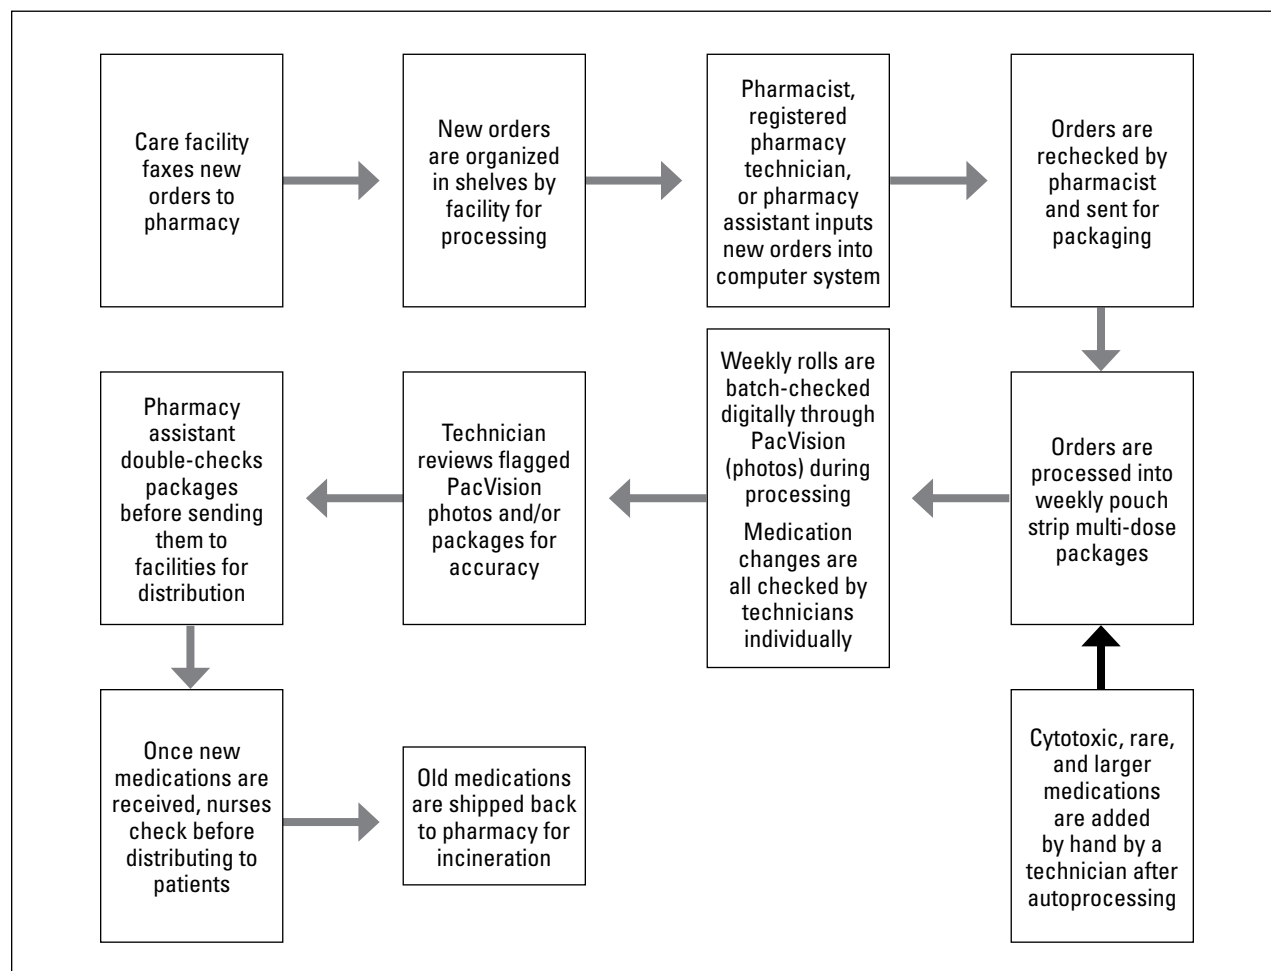 Care facility
faxes new
orders to
pharmacy
New orders
are organized
in shelves by
facility for
processing
Pharmacist,
registered
pharmacy
technician,
or pharmacy
assistant inputs
new orders into
computer system
Orders are
rechecked by
pharmacist
and sent for
packaging
Orders are
processed into
weekly pouch
strip multi-dose
packages
Cytotoxic, rare,
and larger
medications
are added
by hand by a
technician after
autoprocessing
Weekly rolls are
batch-checked
digitally through
PacVision
(photos) during
processing
Medication
changes are
all checked by
technicians
individually
Technician
reviews flagged
PacVision
photos and/or
packages for
accuracy
Pharmacy
assistant
double-checks
packages
before sending
them to
facilities for
distribution
Once new
medications are
received, nurses
check before
distributing to
patients
Old medications
are shipped back
to pharmacy for
incineration